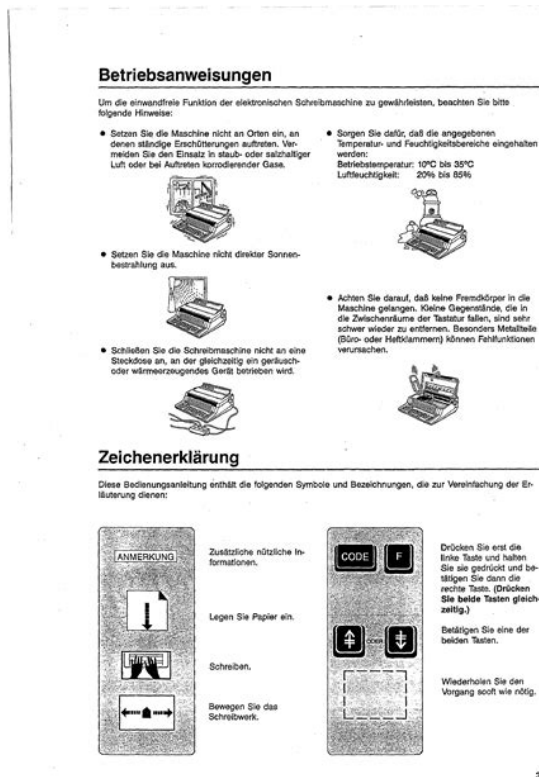 Betriebsanweisungen
Um die einwandfreie Funktion der elektronischen Schreibmaschine zu gewährleisten, beachten Sie bitte
folgende Hinweise:
● Setzen Sie die Maschine nicht an Orten ein, an
denen ständige Erschütterungen auftreten. Ver-
meiden Sie den Einsatz in staub- oder salzhaltiger
Luft oder bei Auftreten korrodierender Gase.
● Setzen Sie die Maschine nicht direkter Sonnen-
bestrahlung aus.
● Schließen Sie die Schreibmaschine nicht an eine
Steckdose an, an der gleichzeitig ein geräusch-
oder wärmeerzeugendes Gerät betrieben wird.
● Sorgen Sie dafür, daß die angegebenen
Temperatur- und Feuchtigkeitsbereiche eingehalten
werden:
Betriebstemperatur: 10°C bis 35°C
Luftfeuchtigkeit: 20% bis 85%
● Achten Sie darauf, daß keine Fremdkörper in die
Maschine gelangen. Kleine Gegenstände, die in
die Zwischenräume der Tastatur fallen, sind sehr
schwer wieder zu entfernen. Besonders Metallteile
(Büro- oder Heftklammern) können Fehlfunktionen
verursachen.
Zeichenerklärung
Diese Bedienungsanleitung enthält die folgenden Symbole und Bezeichnungen, die zur Vereinfachung der Er-
läuterung dienen:
ANMERKUNG
Zusätzliche nützliche In-
formationen.
Legen Sie Papier ein.
Schreiben.
Bewegen Sie das
Schreibwerk.
CODE F
Drücken Sie erst die
linke Taste und halten
Sie sie gedrückt und be-
tätigen Sie dann die
rechte Taste. (Drücken
Sie beide Tasten gleich-
zeitig.)
ODER
Betätigen Sie eine der
beiden Tasten.
Wiederholen Sie den
Vorgang sooft wie nötig.